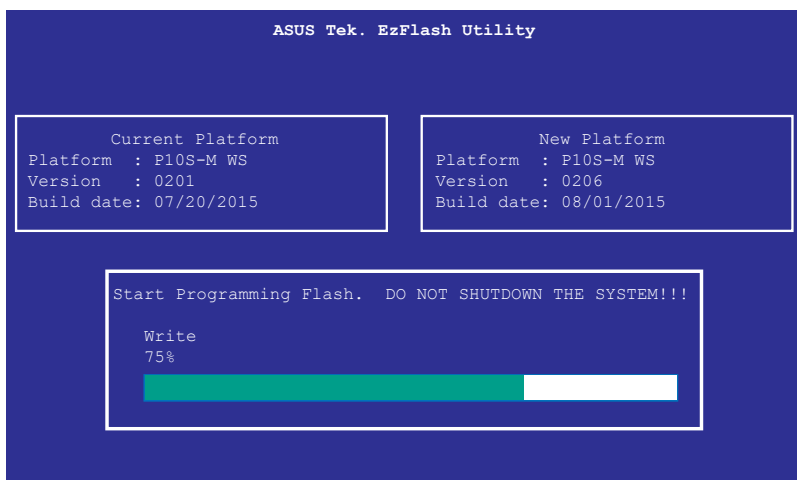 ASUS Tek. EzFlash Utility
Current Platform
Platform : P10S-M WS
Version : 0201
Build date: 07/20/2015
New Platform
Platform : P10S-M WS
Version : 0206
Build date: 08/01/2015
Start Programming Flash. DO NOT SHUTDOWN THE SYSTEM!!!
Write
75%